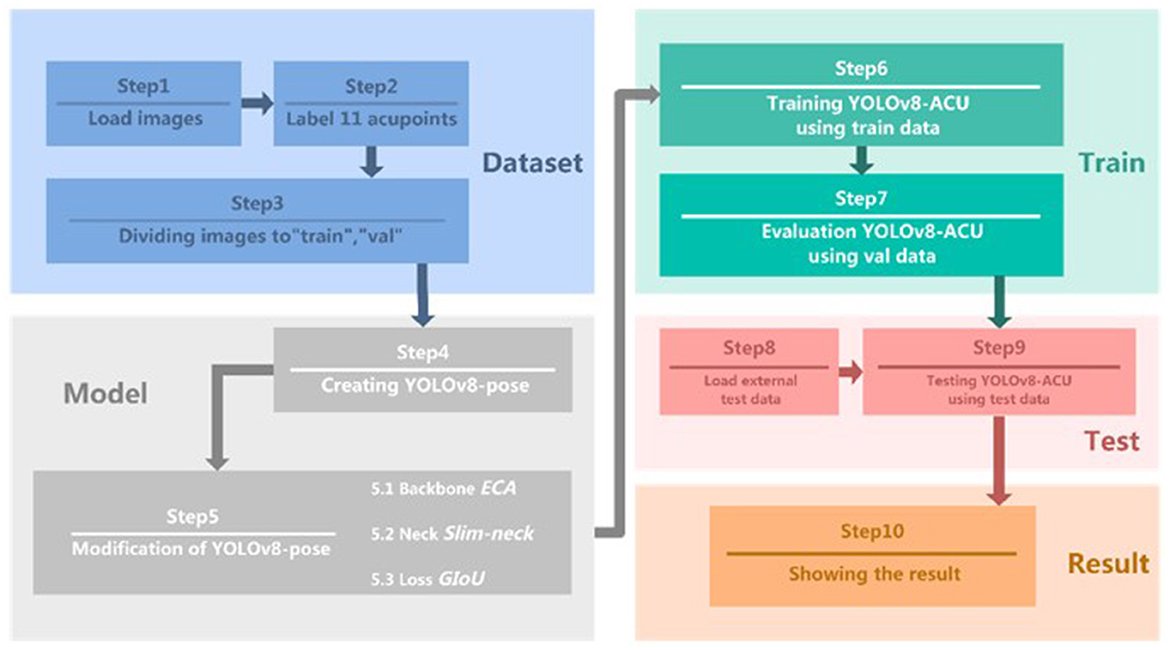 Step1
Load images
Step2
Label 11 acupoints
Dataset
Step3
Dividing images to"train","val"
Step4
Creating YOLOv8-pose
Model
Step5
Modification of YOLOv8-pose
5.1 Backbone ECA
5.2 Neck Slim-neck
5.3 Loss GIoU
Step6
Training YOLOv8-ACU
using train data
Train
Step7
Evaluation YOLOv8-ACU
using val data
Step8
Load external
test data
Step9
Testing YOLOv8-ACU
using test data
Test
Step10
Showing the result
Result